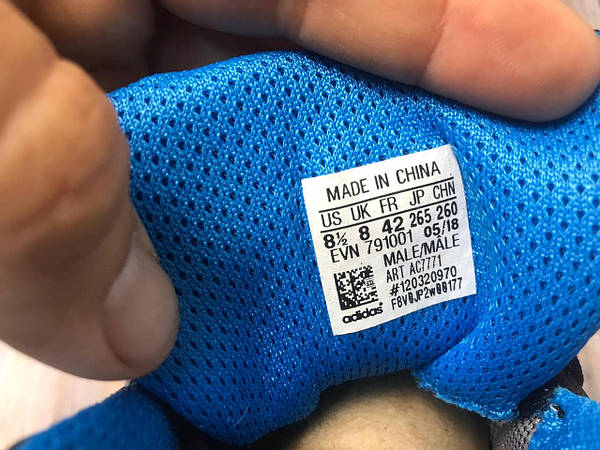 MADE IN CHINA
US UK FR JP CHN
8½ 8 42 265 260
EVN 791001 05/18
MALE/MÂLE
ART AC7771
#120320970
F8V0JP2W00177
adidas